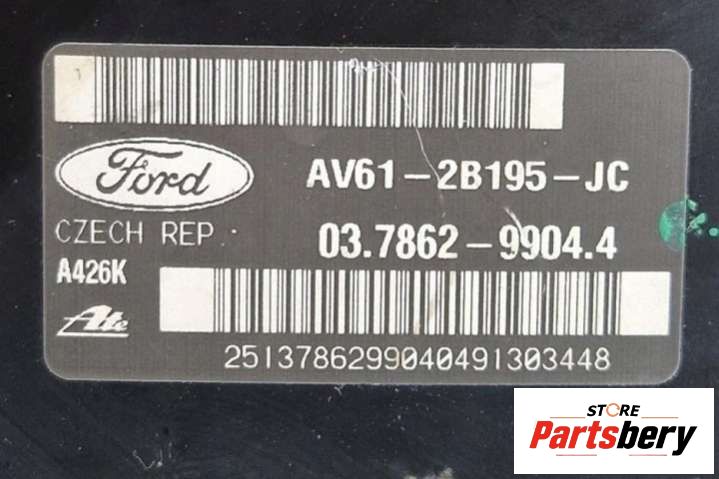 Ford
AV61-2B195-JC
CZECH REP.
03.7862-9904.4
A426K
Ate
2513786299040491303448
STORE
Partsbery